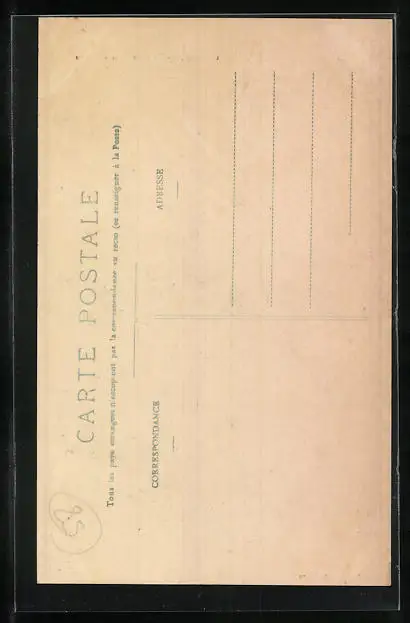 CARTE POSTALE
Tous les pays étrangers n'acceptent pas la correspondance au recto (se renseigner à la Poste)
CORRESPONDANCE
ADRESSE